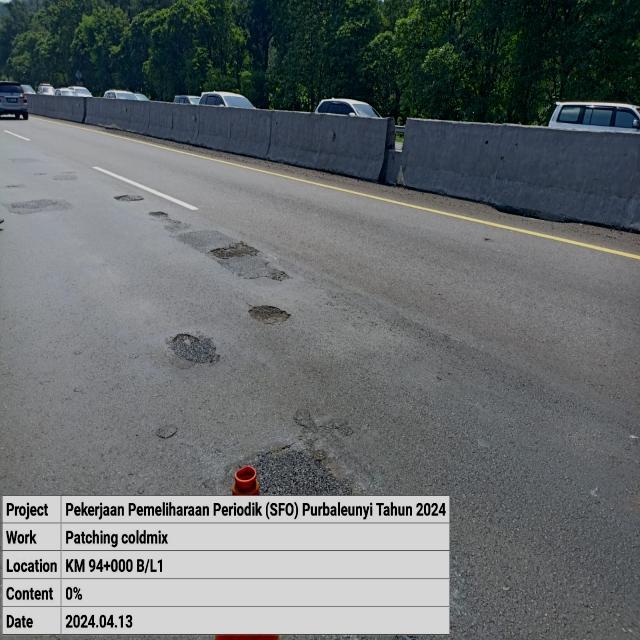 Project Pekerjaan Pemeliharaan Periodik (SFO) Purbaleunyi Tahun 2024
Work Patching coldmix
Location KM 94+000 B/L1
Content 0%
Date 2024.04.13